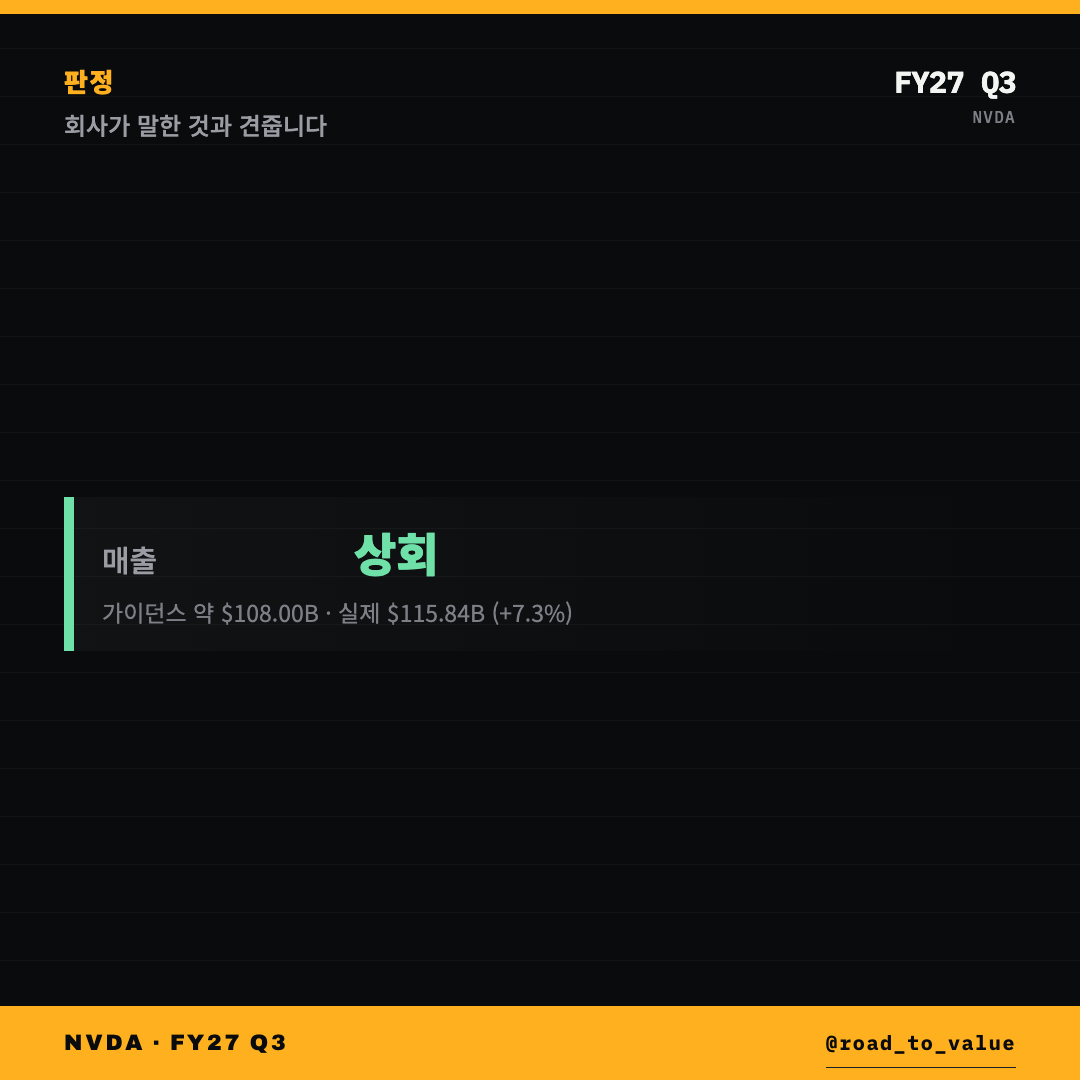 판정
FY27 Q3
회사가 말한 것과 견줍니다
NVDA
매출 상회
가이던스 약 $108.00B · 실제 $115.84B (+7.3%)
NVDA · FY27 Q3
@road_to_value